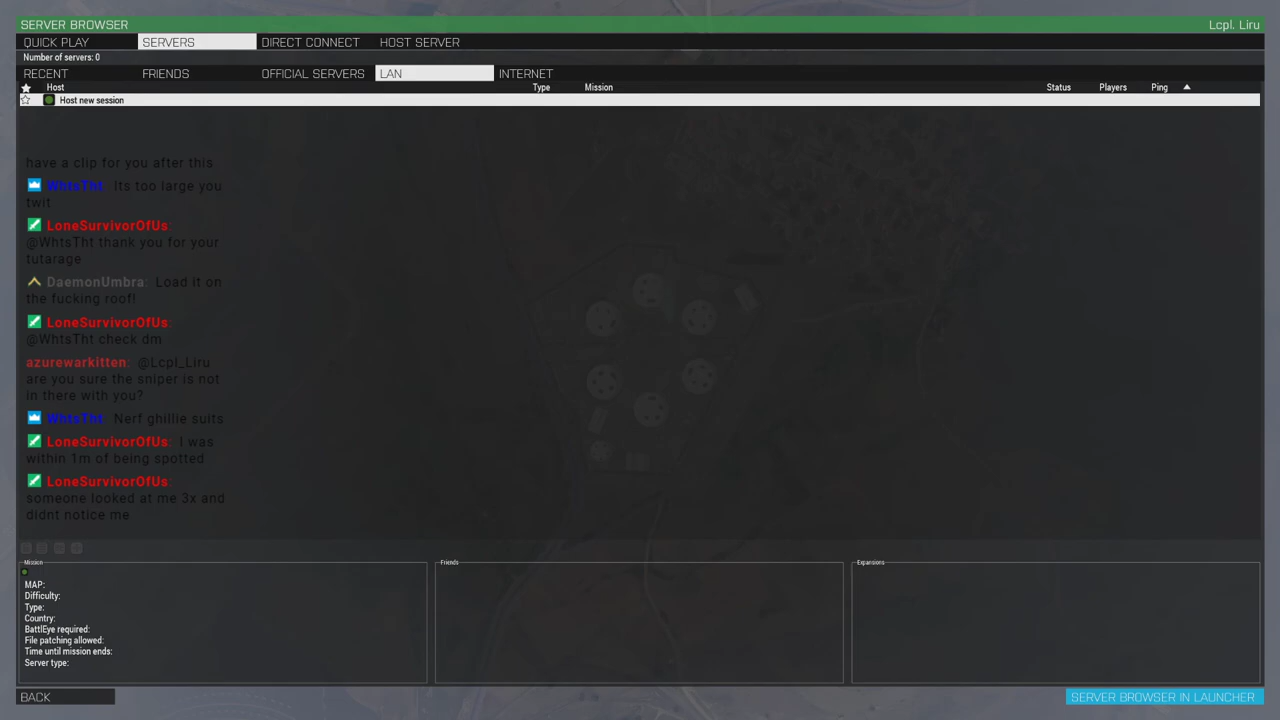 SERVER BROWSER
Lcpl. Liru
QUICK PLAY
SERVERS
DIRECT CONNECT
HOST SERVER
Number of servers: 0
RECENT
FRIENDS
OFFICIAL SERVERS
LAN
INTERNET
Host
Type
Mission
Status
Players
Ping
Host new session
have a clip for you after this
WhtsTht: Its too large you
twit
LoneSurvivorOfUs:
@WhtsTht thank you for your
tutarage
DaemonUmbra: Load it on
the fucking roof!
LoneSurvivorOfUs:
@WhtsTht check dm
azurewarkitten: @Lcpl_Liru
are you sure the sniper is not
in there with you?
WhtsTht: Nerf ghillie suits
LoneSurvivorOfUs: I was
within 1m of being spotted
LoneSurvivorOfUs:
someone looked at me 3x and
didnt notice me
Mission
Friends
Expansions
MAP:
Difficulty:
Type:
Country:
BattlEye required:
File patching allowed:
Time until mission ends:
Server type:
BACK
SERVER BROWSER IN LAUNCHER